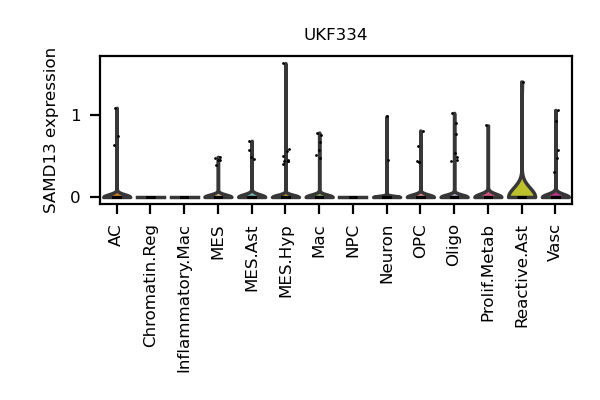 UKF334
SAMD13 expression
1
0
AC
Chromatin.Reg
Inflammatory.Mac
MES
MES.Ast
MES.Hyp
Mac
NPC
Neuron
OPC
Oligo
Prolif.Metab
Reactive.Ast
Vasc